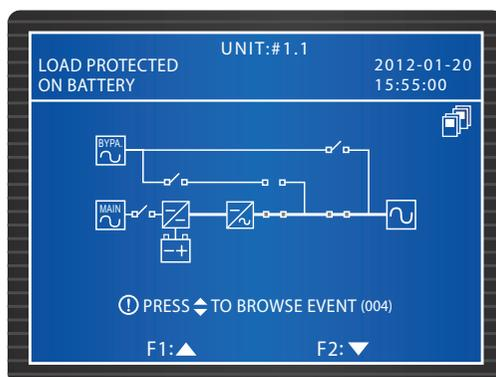 UNIT:#1.1
LOAD PROTECTED
ON BATTERY
2012-01-20
15:55:00
BYPA.
MAIN
PRESS TO BROWSE EVENT (004)
F1:
F2: